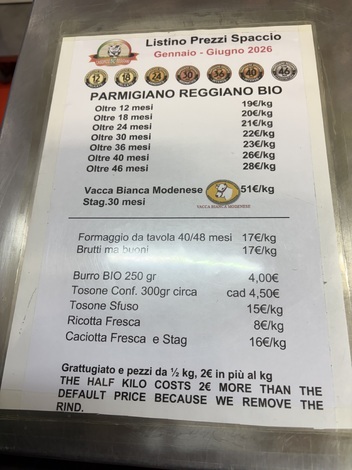 Listino Prezzi Spaccio
Gennaio - Giugno 2026
12 18 24 30 36 40 46
PARMIGIANO REGGIANO BIO
Oltre 12 mesi 19€/kg
Oltre 18 mesi 20€/kg
Oltre 24 mesi 21€/kg
Oltre 30 mesi 22€/kg
Oltre 36 mesi 23€/kg
Oltre 40 mesi 26€/kg
Oltre 46 mesi 28€/kg
Vacca Bianca Modenese 51€/kg
Stag.30 mesi
VACCA BIANCA MODENESE
Formaggio da tavola 40/48 mesi 17€/kg
Brutti ma buoni 17€/kg
Burro BIO 250 gr 4,00€
Tosone Conf. 300gr circa cad 4,50€
Tosone Sfuso 15€/kg
Ricotta Fresca 8€/kg
Caciotta Fresca e Stag 16€/kg
Grattugiato e pezzi da ½ kg, 2€ in più al kg
THE HALF KILO COSTS 2€ MORE THAN THE
DEFAULT PRICE BECAUSE WE REMOVE THE
RIND.